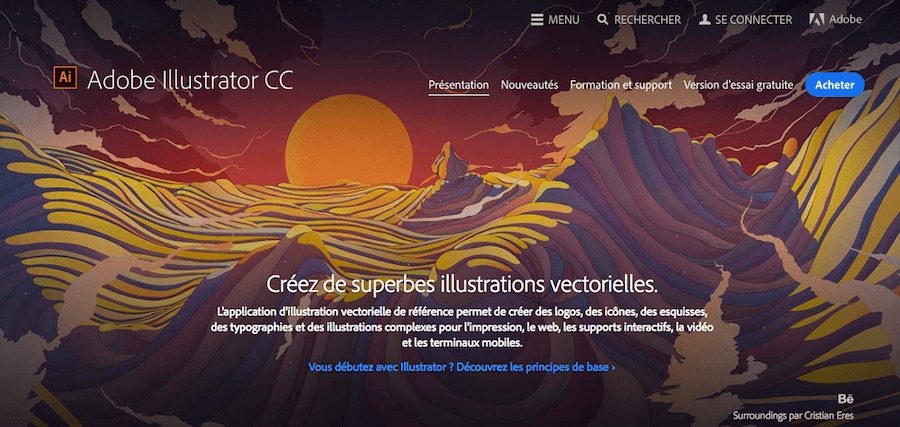 MENU RECHERCHER SE CONNECTER Adobe
Ai Adobe Illustrator CC
Présentation Nouveautés Formation et support Version d'essai gratuite Acheter
Créez de superbes illustrations vectorielles.
L'application d'illustration vectorielle de référence permet de créer des logos, des icônes, des esquisses,
des typographies et des illustrations complexes pour l'impression, le web, les supports interactifs, la vidéo
et les terminaux mobiles.
Vous débutez avec Illustrator ? Découvrez les principes de base ›
Bē
Surroundings par Cristian Eres